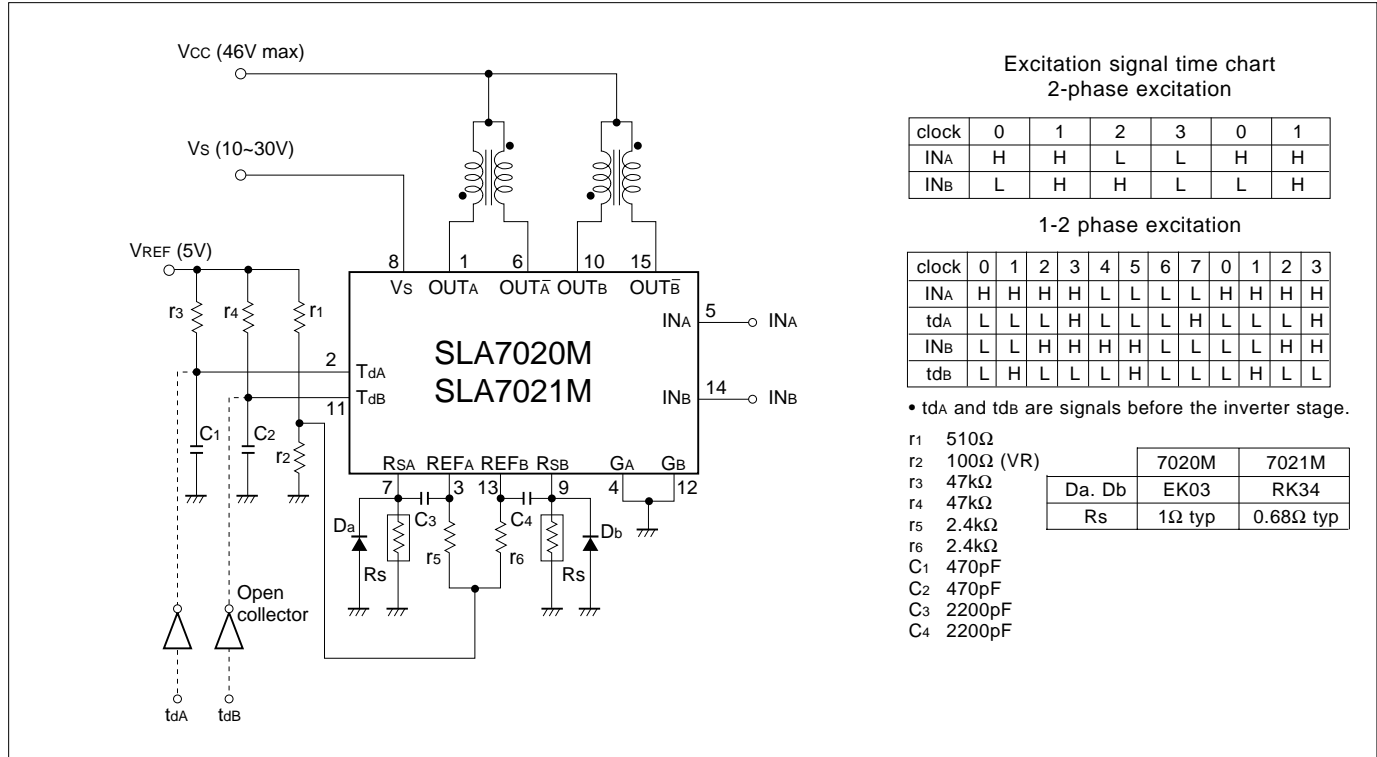 Vcc (46V max)
Vs (10~30V)
VREF (5V)
r3
r4
r1
8
1
6
10
15
Vs OUTA OUTA̅ OUTB OUTB̅
INA
5
INA
SLA7020M
SLA7021M
2
TdA
TdB
11
INB
14
INB
C1
C2
r2
RSA REFA REFB RSB GA GB
7
3
13
9
4
12
Da
C3
C4
Db
Rs
r5
r6
Rs
Open
collector
tdA
tdB
Excitation signal time chart
2-phase excitation
clock 0 1 2 3 0 1
INA H H L L H H
INB L H H L L H
1-2 phase excitation
clock 0 1 2 3 4 5 6 7 0 1 2 3
INA H H H H L L L L H H H H
tdA L L L H L L L H L L L H
INB L L H H H H L L L L H H
tdB L H L L L H L L L H L L
• tdA and tdB are signals before the inverter stage.
r1 510Ω
r2 100Ω (VR)
r3 47kΩ
r4 47kΩ
r5 2.4kΩ
r6 2.4kΩ
C1 470pF
C2 470pF
C3 2200pF
C4 2200pF
7020M 7021M
Da. Db EK03 RK34
Rs 1Ω typ 0.68Ω typ